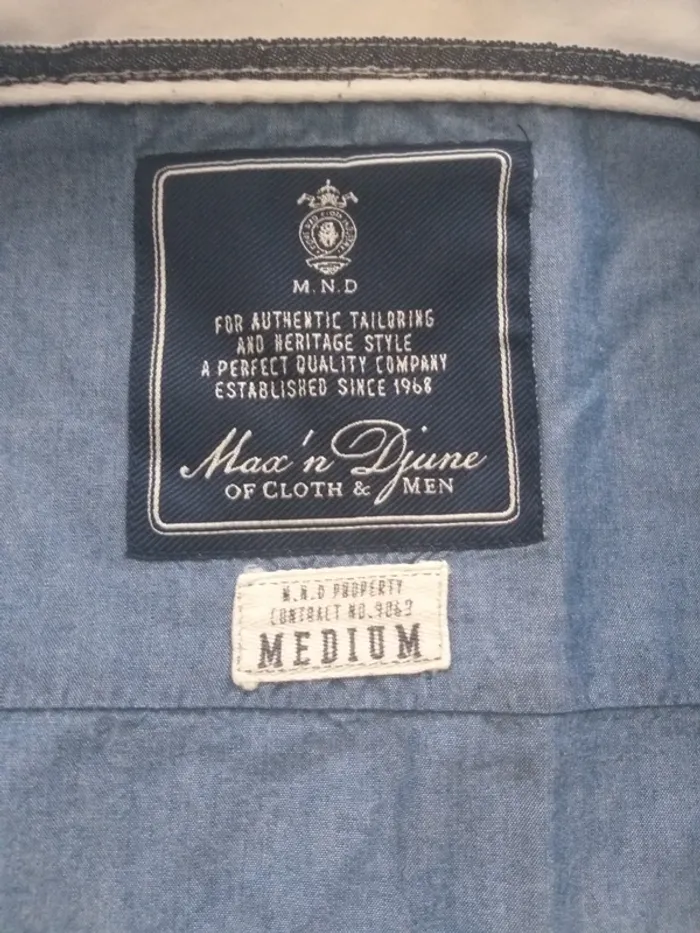 M.N.D
FOR AUTHENTIC TAILORING
AND HERITAGE STYLE
A PERFECT QUALITY COMPANY
ESTABLISHED SINCE 1968
Max 'n Djune
OF CLOTH & MEN
M.N.D PROPERTY
CONTRACT NO.9063
MEDIUM